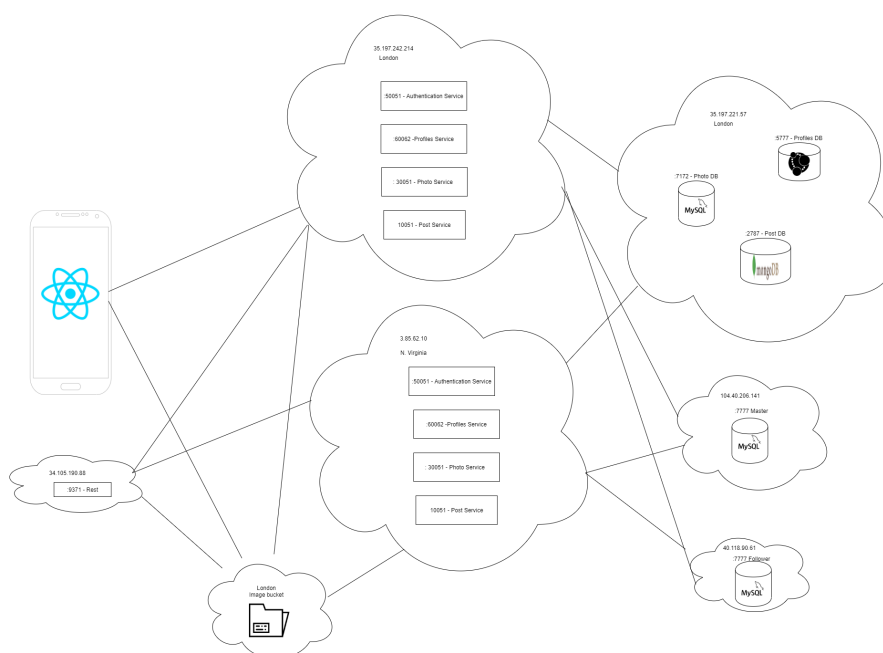 35.197.242.214
London
:50051 - Authentication Service
:60062 -Profiles Service
: 30051 - Photo Service
10051 - Post Service
35.197.221.57
London
:5777 - Profiles DB
:7172 - Photo DB
MySQL
:2787 - Post DB
mongoDB
3.85.62.10
N. Virginia
:50051 - Authentication Service
:60062 -Profiles Service
: 30051 - Photo Service
10051 - Post Service
104.40.206.141
:7777 Master
MySQL
34.105.190.88
:9371 - Rest
40.118.90.61
:7777 Follower
MySQL
London
Image bucket